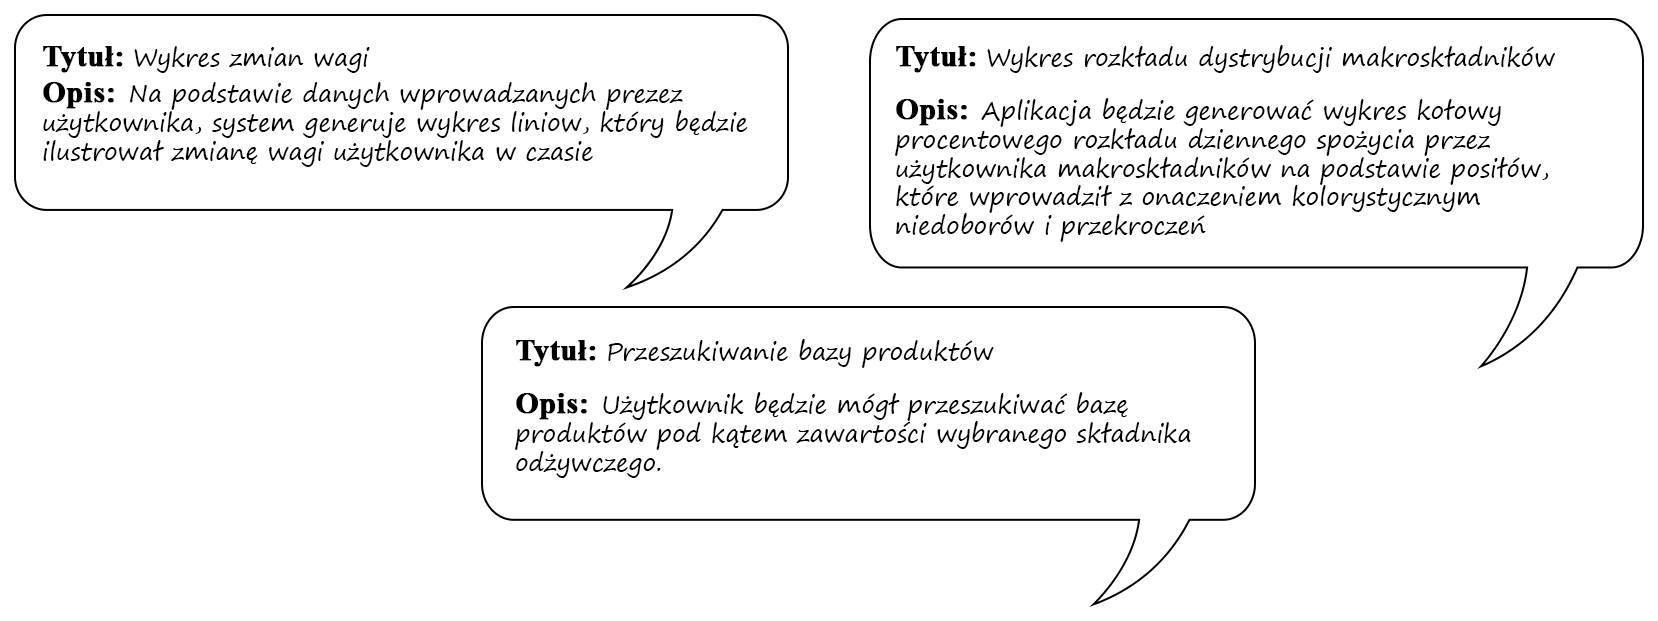 Tytuł: Wykres zmian wagi
Opis: Na podstawie danych wprowadzanych prezez
użytkownika, system generuje wykres liniow, który będzie
ilustrował zmianę wagi użytkownika w czasie
Tytuł: Wykres rozkładu dystrybucji makroskładników
Opis: Aplikacja będzie generować wykres kołowy
procentowego rozkładu dziennego spożycia przez
użytkownika makroskładników na podstawie posiłów,
które wprowadził z onaczeniem kolorystycznym
niedoborów i przekroczeń
Tytuł: Przeszukiwanie bazy produktów
Opis: Użytkownik będzie mógł przeszukiwać bazę
produktów pod kątem zawartości wybranego składnika
odżywczego.